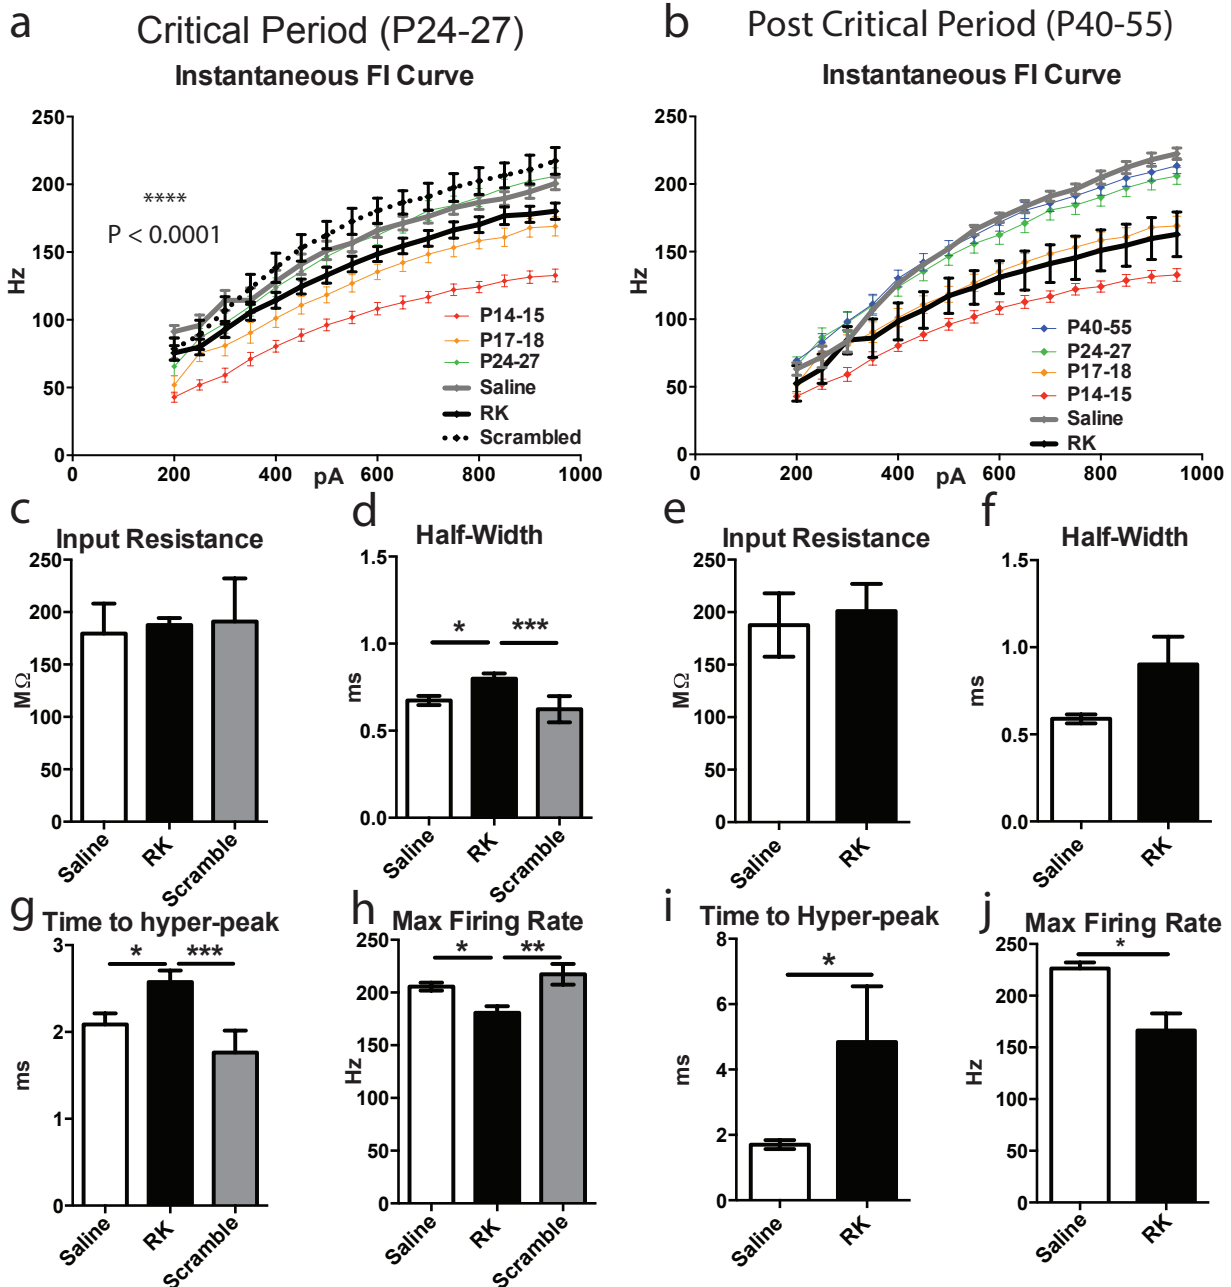 a Critical Period (P24-27)
Instantaneous FI Curve
250
200
150
100
50
0
Hz
****
P < 0.0001
P14-15
P17-18
P24-27
Saline
RK
Scrambled
0 200 400 600 800 1000
pA
b Post Critical Period (P40-55)
Instantaneous FI Curve
250
200
150
100
50
0
Hz
P40-55
P24-27
P17-18
P14-15
Saline
RK
0 200 400 600 800 1000
pA
c
Input Resistance
250
200
150
100
50
0
MΩ
Saline
RK
Scramble
d
Half-Width
1.5
1.0
0.5
0.0
ms
* ***
Saline
RK
Scramble
e
Input Resistance
250
200
150
100
50
0
MΩ
Saline
RK
f
Half-Width
1.5
1.0
0.5
0.0
ms
Saline
RK
g Time to hyper-peak
3
2
1
0
ms
* ***
Saline
RK
Scramble
h Max Firing Rate
250
200
150
100
50
0
Hz
* **
Saline
RK
Scramble
i Time to Hyper-peak
8
6
4
2
0
ms
*
Saline
RK
j Max Firing Rate
250
200
150
100
50
0
Hz
*
Saline
RK